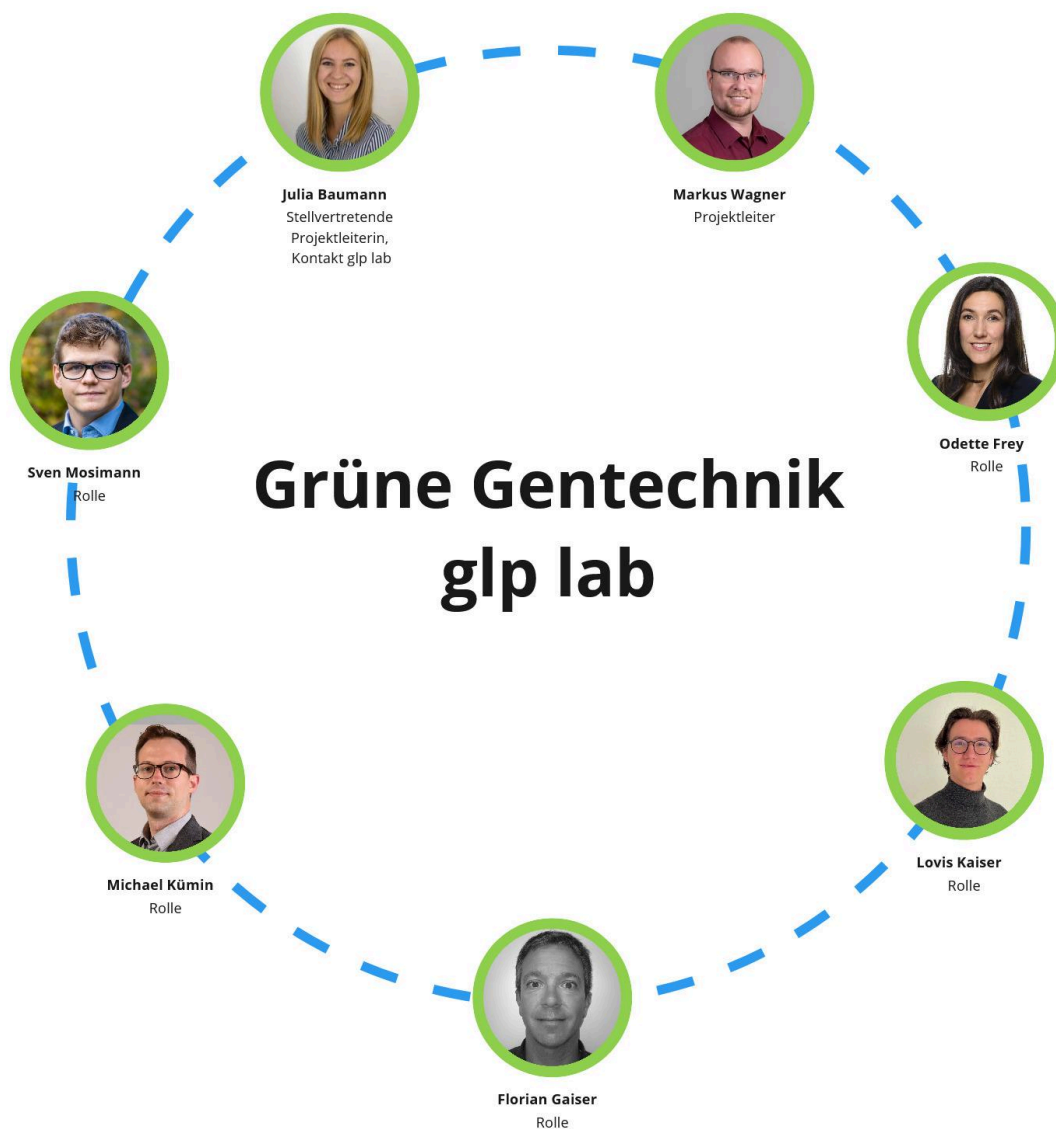 Julia Baumann
Stellvertretende
Projektleiterin,
Kontakt glp lab
Markus Wagner
Projektleiter
Sven Mosimann
Rolle
Odette Frey
Rolle
Grüne Gentechnik
glp lab
Michael Kümin
Rolle
Lovis Kaiser
Rolle
Florian Gaiser
Rolle